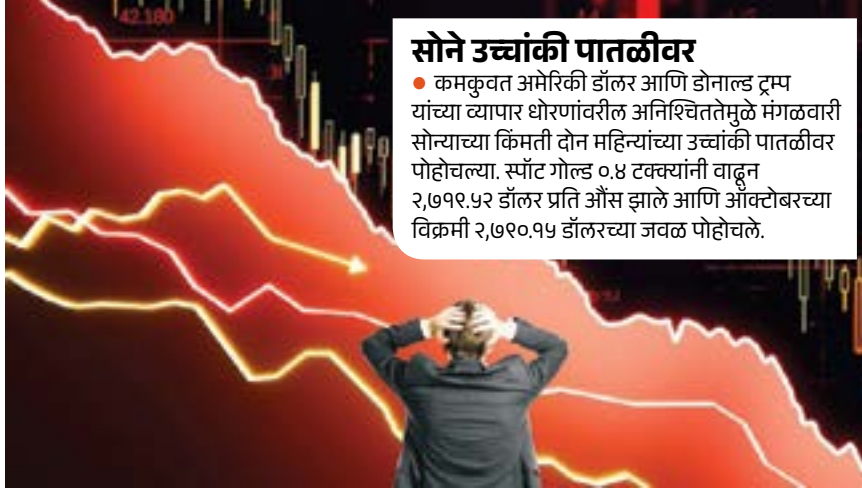 42.180
सोने उच्चांकी पातळीवर
● कमकुवत अमेरिकी डॉलर आणि डोनाल्ड ट्रम्प
यांच्या व्यापार धोरणांवरील अनिश्चिततेमुळे मंगळवारी
सोन्याच्या किंमती दोन महिन्यांच्या उच्चांकी पातळीवर
पोहोचल्या. स्पॉट गोल्ड ०.४ टक्क्यांनी वाढून
२,७१९.५२ डॉलर प्रति औंस झाले आणि ऑक्टोबरच्या
विक्रमी २,७९०.१५ डॉलरच्या जवळ पोहोचले.